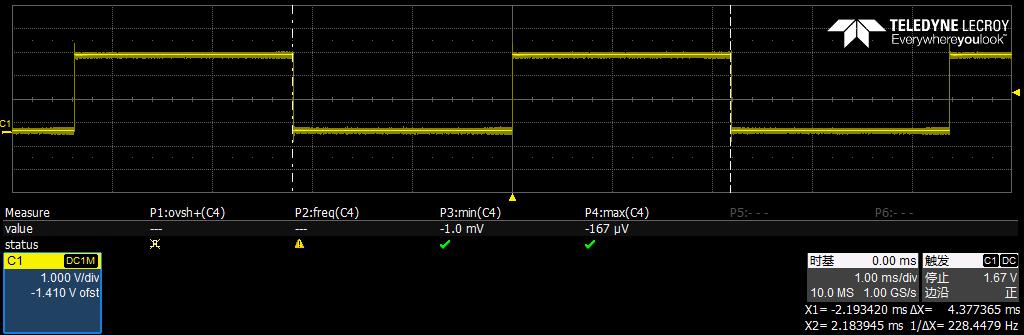 TELEDYNE LECROY
Everywhereyoulook™
C1
Measure P1:ovsh+(C4) P2:freq(C4) P3:min(C4) P4:max(C4) P5:- - - P6:- - -
value --- --- -1.0 mV -167 µV
status
C1 DC1M
1.000 V/div
-1.410 V ofst
时基 0.00 ms
1.00 ms/div
10.0 MS 1.00 GS/s
触发 C1 DC
停止 1.67 V
边沿 正
X1= -2.193420 ms ΔX= 4.377365 ms
X2= 2.183945 ms 1/ΔX= 228.4479 Hz